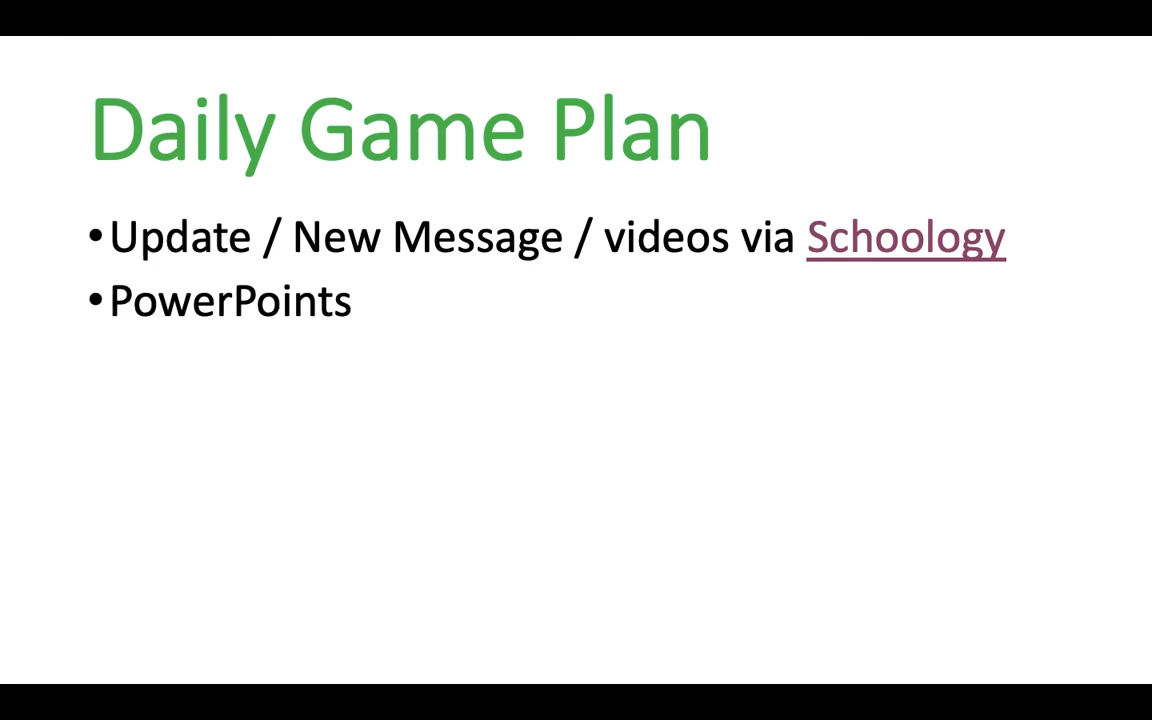 Daily Game Plan
•Update / New Message / videos via Schoology
•PowerPoints